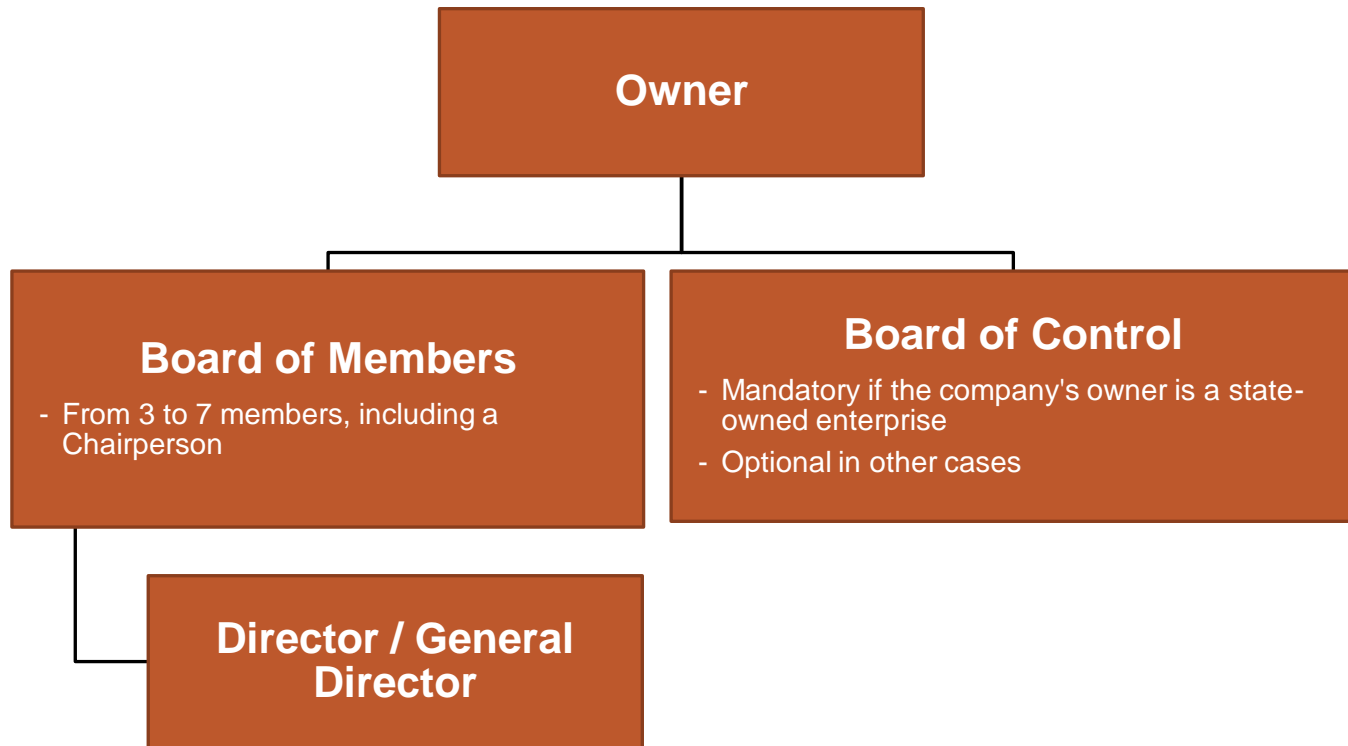 Owner
Board of Members
- From 3 to 7 members, including a
Chairperson
Board of Control
- Mandatory if the company's owner is a state-
owned enterprise
- Optional in other cases
Director / General
Director